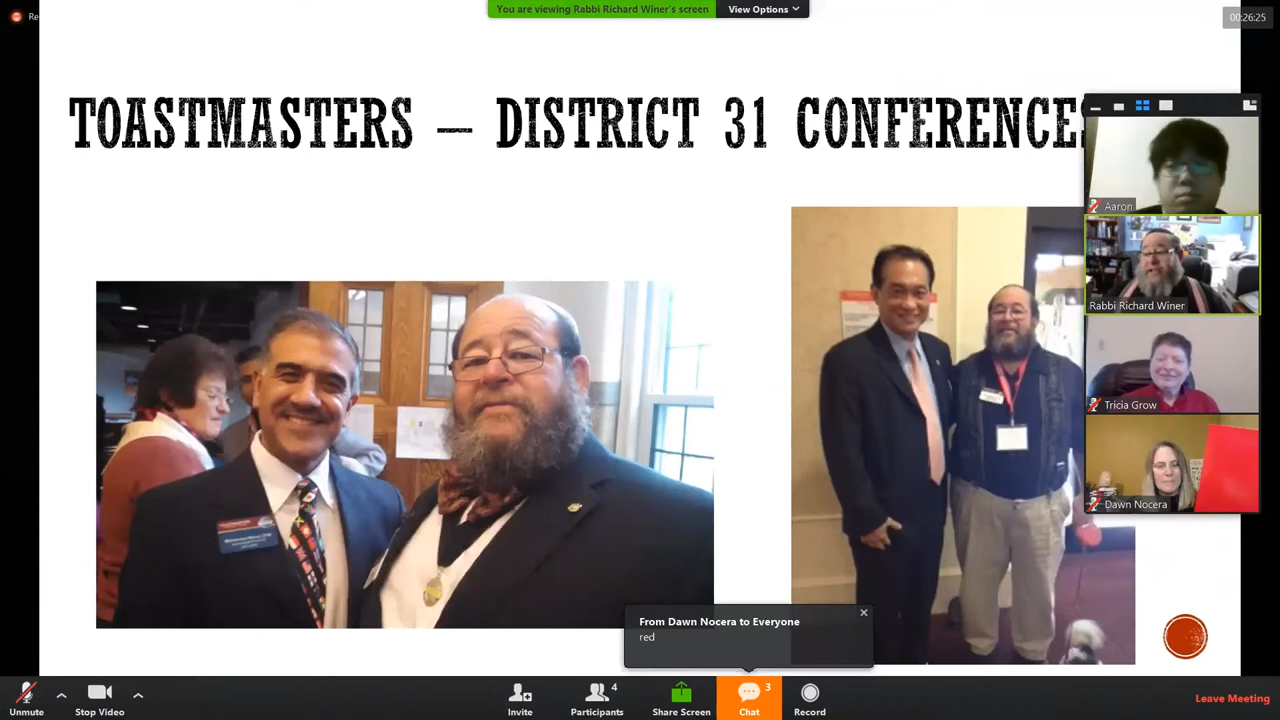 Re
You are viewing Rabbi Richard Winer's screen
View Options
00:26:25
TOASTMASTERS – DISTRICT 31 CONFERENCES
Aaron
Rabbi Richard Winer
Tricia Grow
Dawn Nocera
From Dawn Nocera to Everyone
red
Unmute
Stop Video
Invite
4
Participants
Share Screen
3
Chat
Record
Leave Meeting